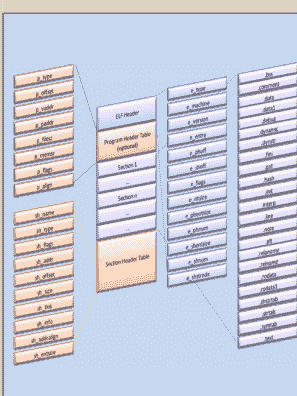 p_type
p_offset
p_vaddr
p_paddr
p_filesz
p_memsz
p_flags
p_align
sh_name
sh_type
sh_flags
sh_addr
sh_offset
sh_size
sh_link
sh_info
sh_addralign
sh_entsize
ELF Header
Program Header Table
(optional)
Section 1
...
Section n
...
...
Section Header Table
e_type
e_machine
e_version
e_entry
e_phoff
e_shoff
e_flags
e_ehsize
e_phentsize
e_phnum
e_shentsize
e_shnum
e_shstrndx
.bss
.comment
.data
.data1
.debug
.dynamic
.dynstr
.fini
.got
.hash
.init
.interp
.line
.note
.plt
.relname
.relaname
.rodata
.rodata1
.shstrtab
.strtab
.symtab
.text